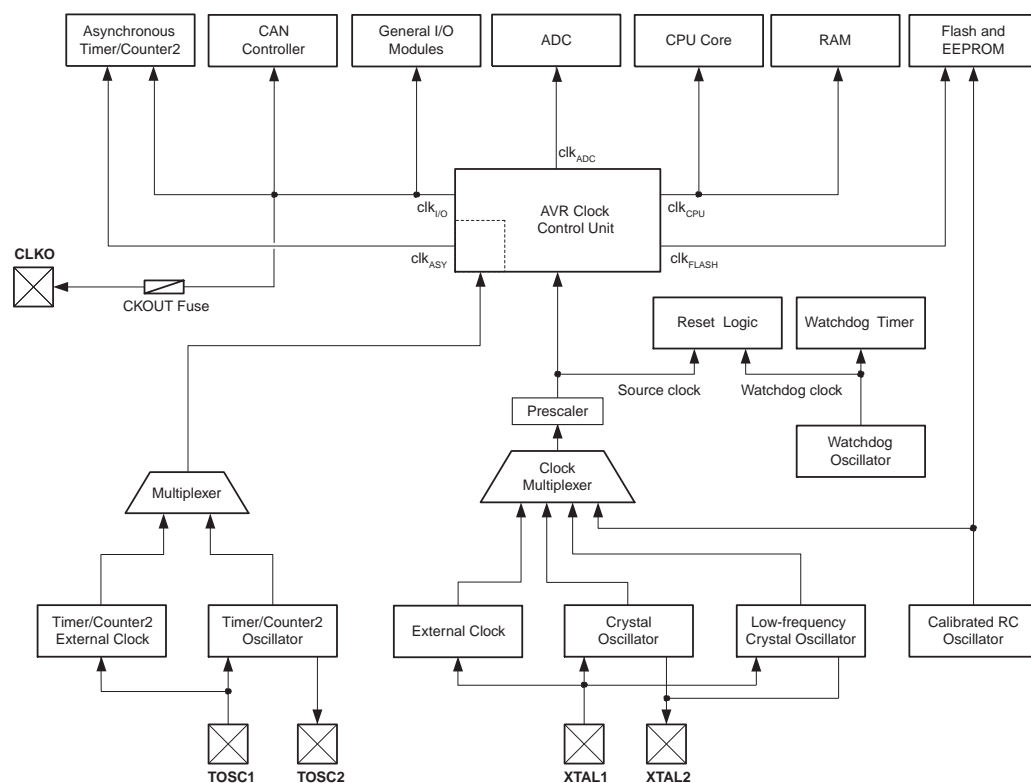 Asynchronous
Timer/Counter2
CAN
Controller
General I/O
Modules
ADC
CPU Core
RAM
Flash and
EEPROM
clkADC
clkI/O
AVR Clock
Control Unit
clkCPU
clkASY
clkFLASH
CLKO
CKOUT Fuse
Reset Logic
Watchdog Timer
Source clock
Watchdog clock
Prescaler
Watchdog
Oscillator
Multiplexer
Clock
Multiplexer
Timer/Counter2
External Clock
Timer/Counter2
Oscillator
External Clock
Crystal
Oscillator
Low-frequency
Crystal Oscillator
Calibrated RC
Oscillator
TOSC1
TOSC2
XTAL1
XTAL2